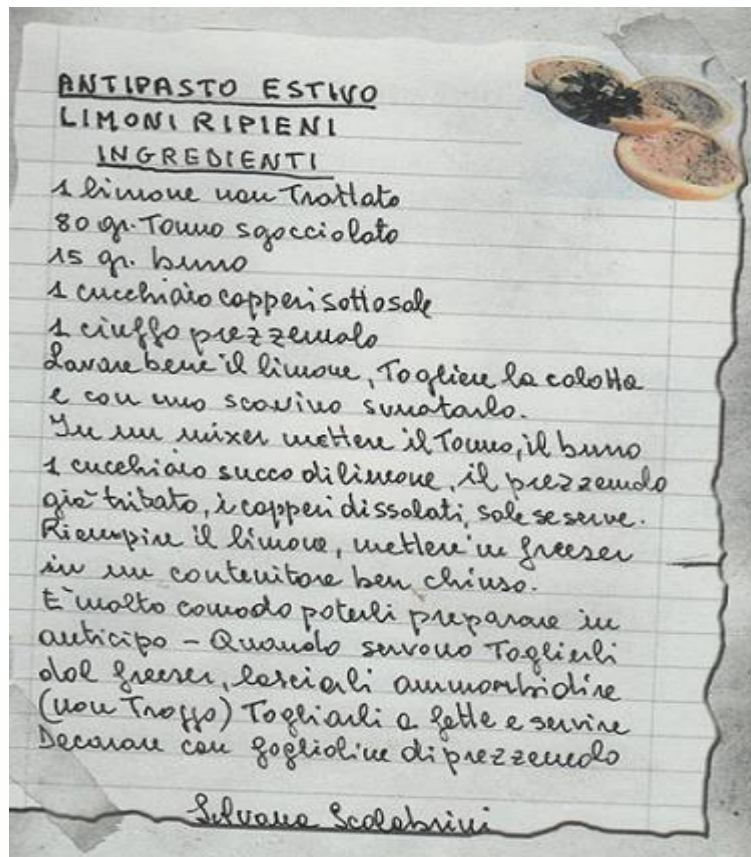 ANTIPASTO ESTIVO
LIMONI RIPIENI
INGREDIENTI
1 limone non Trattato
80 gr. Tonno sgocciolato
15 gr. burro
1 cucchiaio capperi sottosale
1 ciuffo prezzemolo
Lavare bene il limone, Togliere la calotta
e con uno scavino svuotarlo.
In un mixer mettere il Tonno, il burro
1 cucchiaio succo di limone, il prezzemolo
già tritato, i capperi dissalati, sale se serve.
Riempire il limone, mettere in freeser
in un contenitore ben chiuso.
E' molto comodo poterli preparare in
anticipo - Quando servono Toglierli
dal freeser, lasciarli ammorbidire
(non Troppo) Tagliarli a fette e servire
Decorare con foglioline di prezzemolo
Silvana Scalabrini